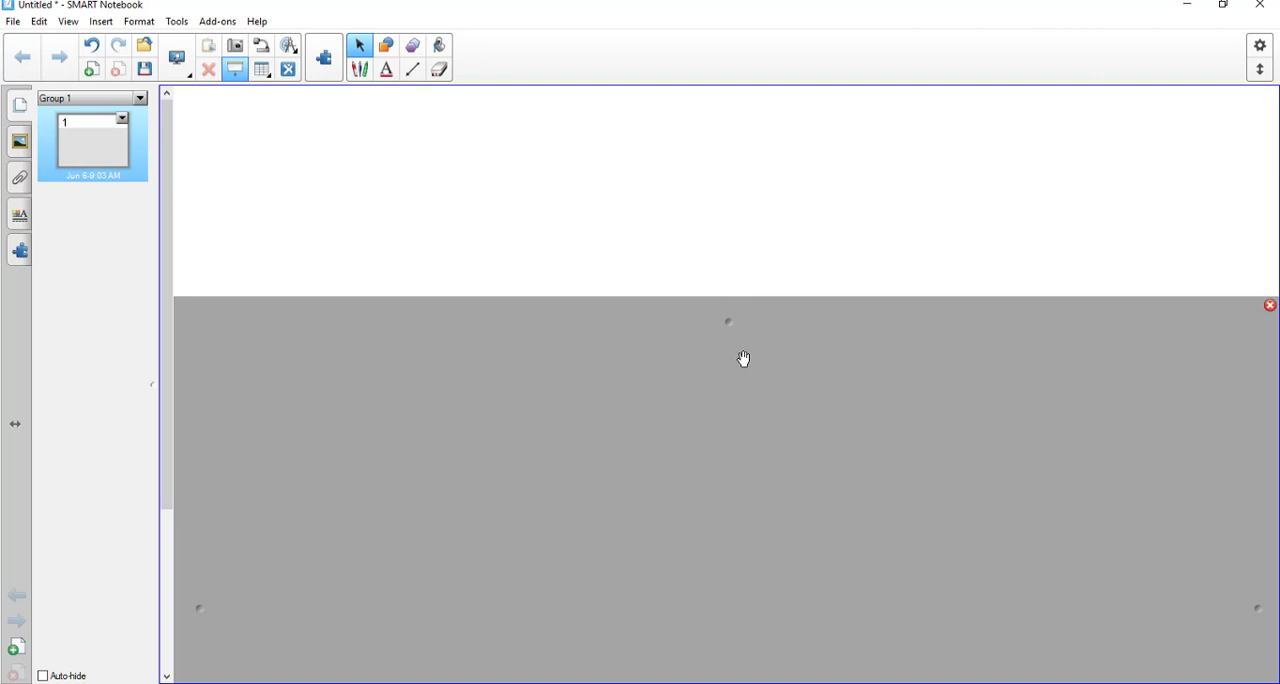 Untitled * - SMART Notebook
File Edit View Insert Format Tools Add-ons Help
Group 1
1
Jun 6-9:03 AM
Auto-hide